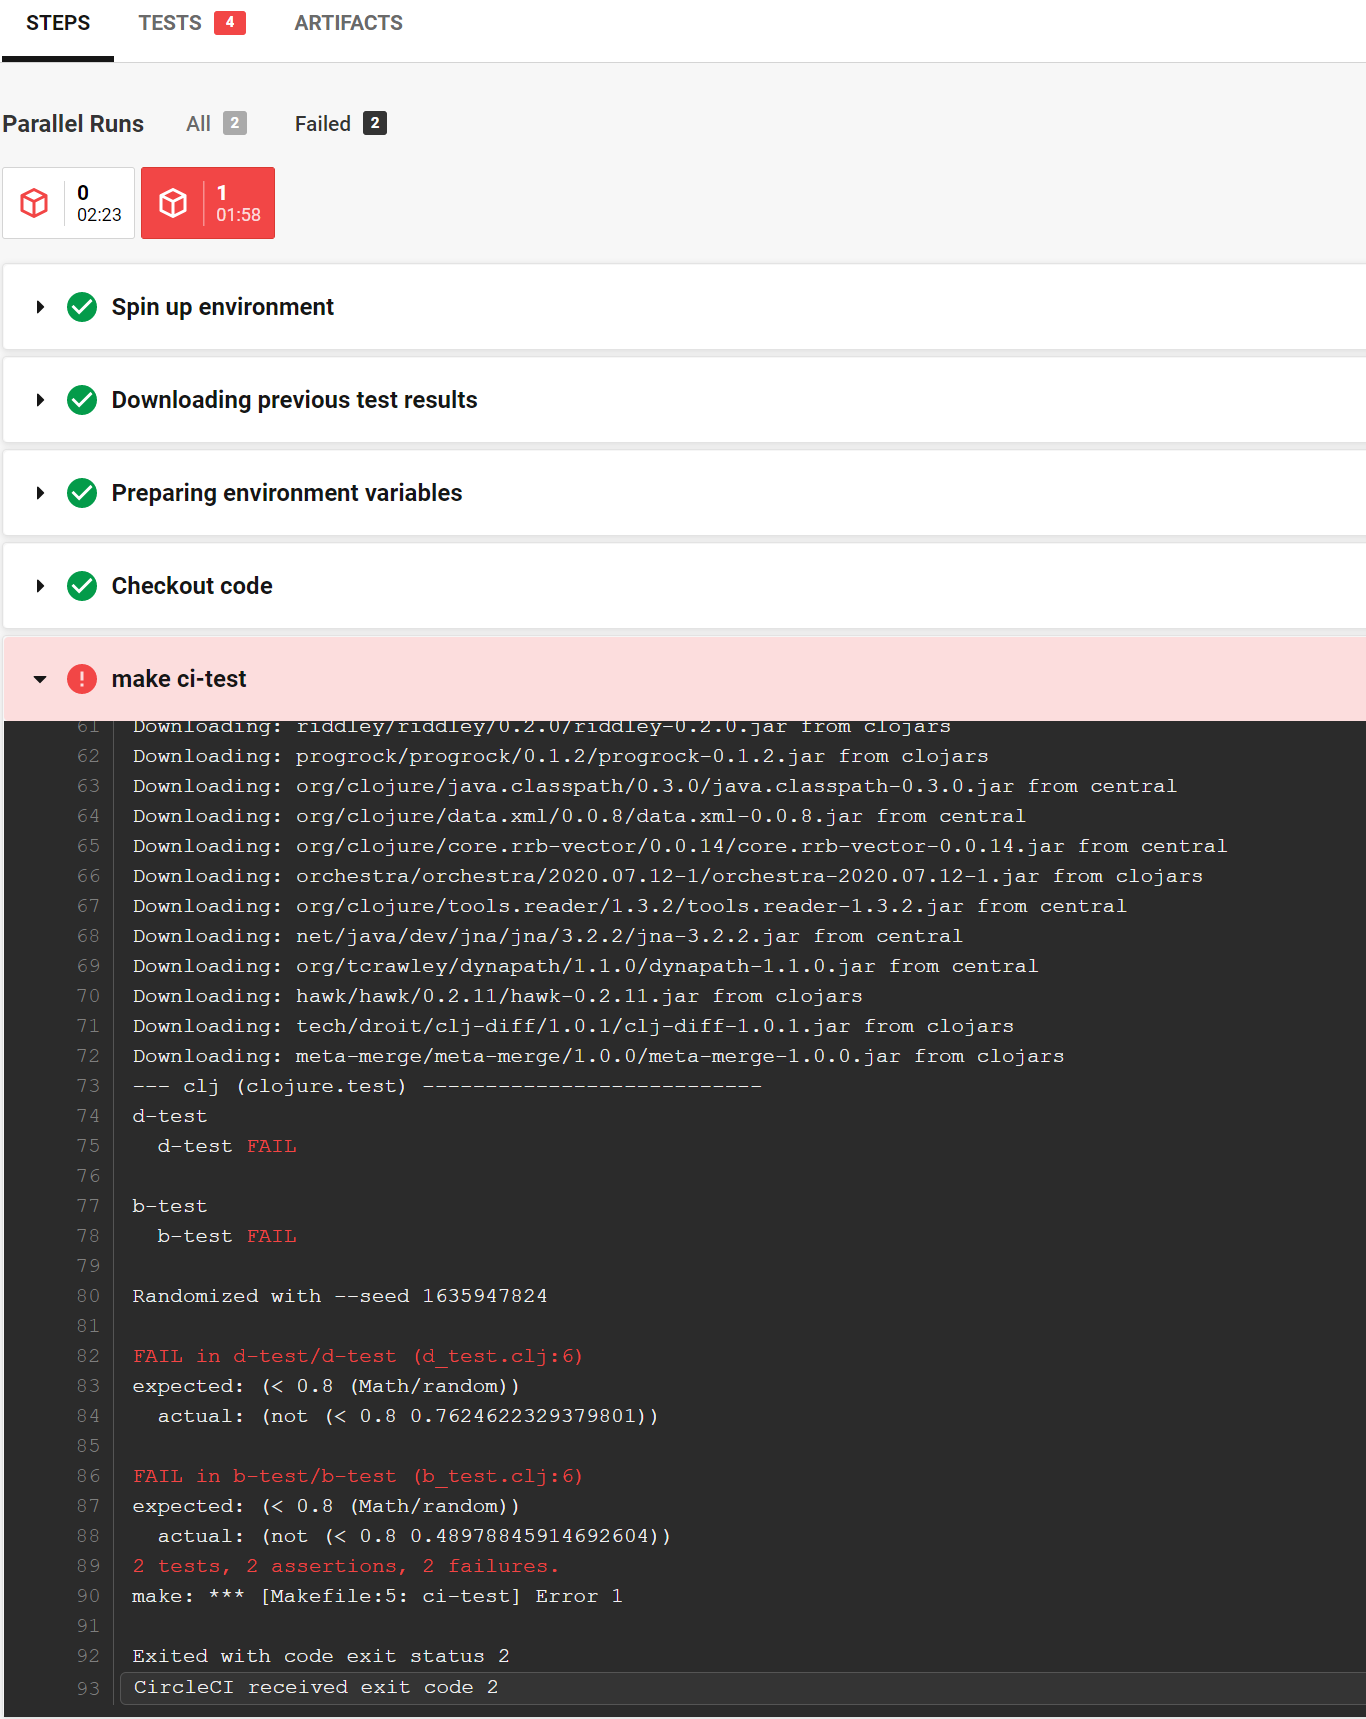 STEPS TESTS 4 ARTIFACTS
Parallel Runs All 2 Failed 2
0 02:23 1 01:58
Spin up environment
Downloading previous test results
Preparing environment variables
Checkout code
! make ci-test
61 Downloading: riddley/riddley/0.2.0/riddley-0.2.0.jar from clojars
62 Downloading: progrock/progrock/0.1.2/progrock-0.1.2.jar from clojars
63 Downloading: org/clojure/java.classpath/0.3.0/java.classpath-0.3.0.jar from central
64 Downloading: org/clojure/data.xml/0.0.8/data.xml-0.0.8.jar from central
65 Downloading: org/clojure/core.rrb-vector/0.0.14/core.rrb-vector-0.0.14.jar from central
66 Downloading: orchestra/orchestra/2020.07.12-1/orchestra-2020.07.12-1.jar from clojars
67 Downloading: org/clojure/tools.reader/1.3.2/tools.reader-1.3.2.jar from central
68 Downloading: net/java/dev/jna/jna/3.2.2/jna-3.2.2.jar from central
69 Downloading: org/tcrawley/dynapath/1.1.0/dynapath-1.1.0.jar from central
70 Downloading: hawk/hawk/0.2.11/hawk-0.2.11.jar from clojars
71 Downloading: tech/droit/clj-diff/1.0.1/clj-diff-1.0.1.jar from clojars
72 Downloading: meta-merge/meta-merge/1.0.0/meta-merge-1.0.0.jar from clojars
73 --- clj (clojure.test) ---------------------------
74 d-test
75   d-test FAIL
76
77 b-test
78   b-test FAIL
79
80 Randomized with --seed 1635947824
81
82 FAIL in d-test/d-test (d_test.clj:6)
83 expected: (< 0.8 (Math/random))
84   actual: (not (< 0.8 0.7624622329379801))
85
86 FAIL in b-test/b-test (b_test.clj:6)
87 expected: (< 0.8 (Math/random))
88   actual: (not (< 0.8 0.48978845914692604))
89 2 tests, 2 assertions, 2 failures.
90 make: *** [Makefile:5: ci-test] Error 1
91
92 Exited with code exit status 2
93 CircleCI received exit code 2